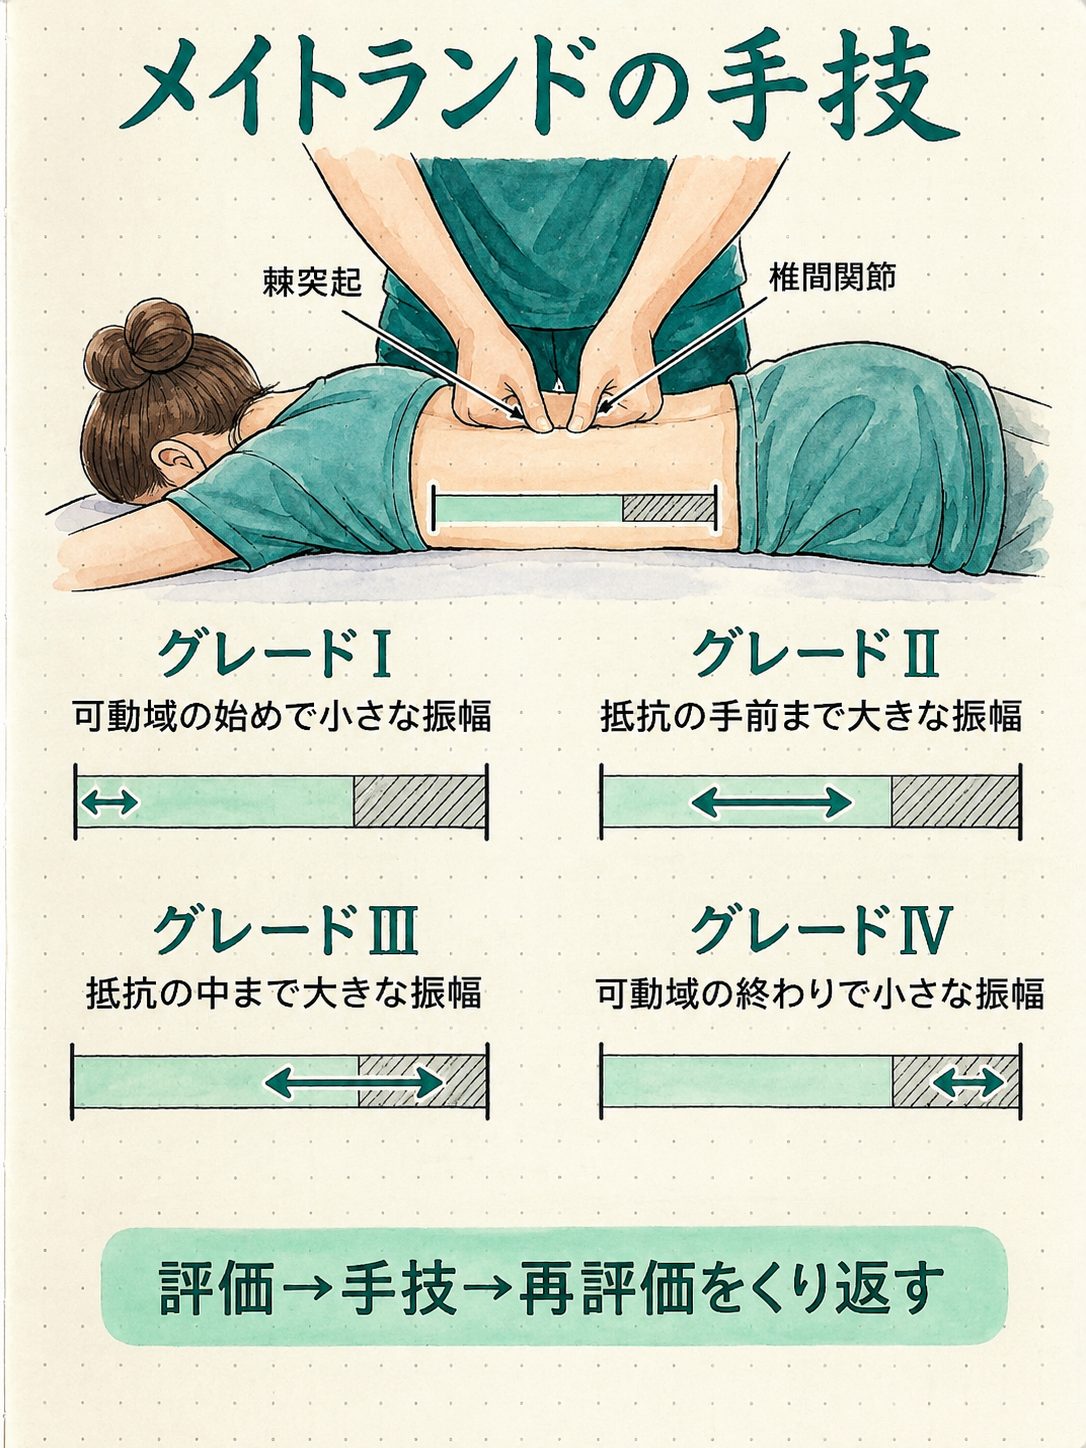 メイトランドの手技
棘突起
椎間関節
グレードⅠ
可動域の始めで小さな振幅
グレードⅡ
抵抗の手前まで大きな振幅
グレードⅢ
抵抗の中まで大きな振幅
グレードⅣ
可動域の終わりで小さな振幅
評価→手技→再評価をくり返す